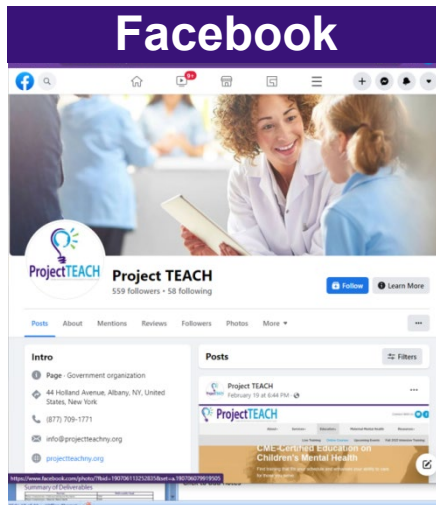 Facebook
9+
ProjectTEACH
Project TEACH
559 followers • 58 following
Follow
Learn More
Posts
About
Mentions
Reviews
Followers
Photos
More
Intro
Page · Government organization
44 Holland Avenue, Albany, NY, United
States, New York
(877) 709-1771
info@projectteachny.org
projectteachny.org
Posts
Filters
Project TEACH
February 19 at 6:44 PM
ProjectTEACH
CME-Certified Education on
Children's Mental Health
Summary of Deliverables